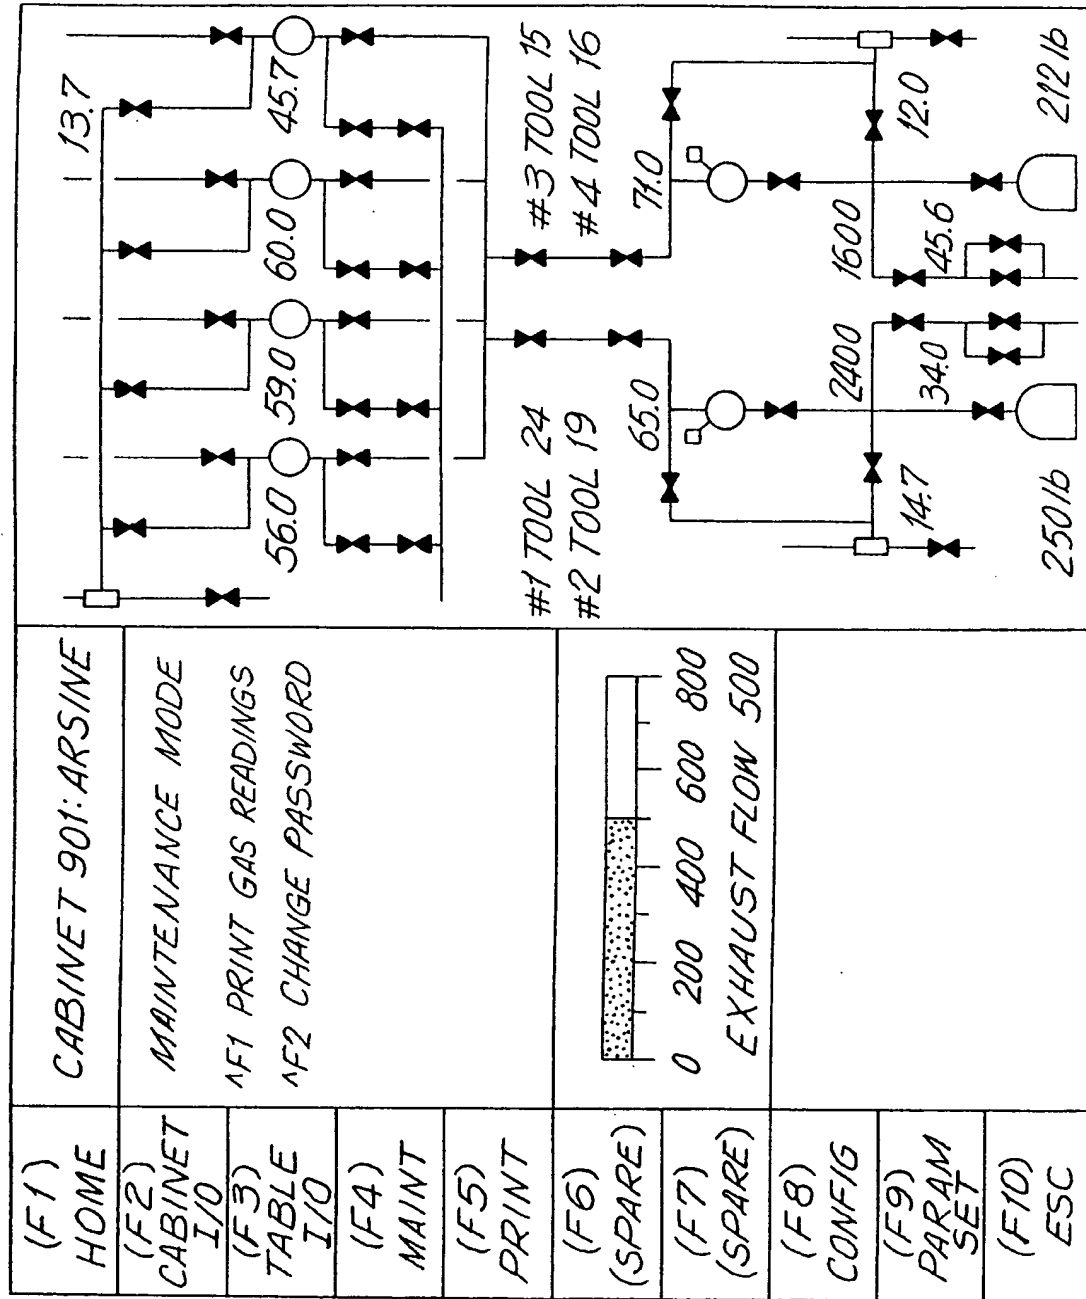 (F1)
HOME
(F2)
CABINET
I/O
(F3)
TABLE
I/O
(F4)
MAINT
(F5)
PRINT
(F6)
(SPARE)
(F7)
(SPARE)
(F8)
CONFIG
(F9)
PARAM
SET
(F10)
ESC
CABINET 901: ARSINE
MAINTENANCE MODE
^F1 PRINT GAS READINGS
^F2 CHANGE PASSWORD
0 200 400 600 800
EXHAUST FLOW 500
13.7
56.0 59.0 60.0 45.7
#1 TOOL 24
#2 TOOL 19
#3 TOOL 15
#4 TOOL 16
65.0 71.0
2400 1600
14.7 34.0 45.6 12.0
250 lb 212 lb